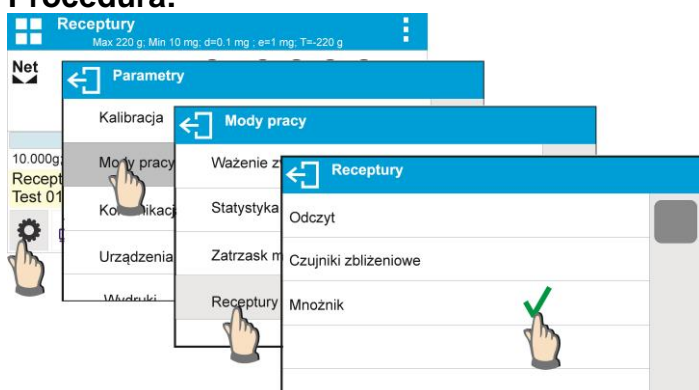 Procedura:
Receptury
Max 220 g; Min 10 mg; d=0.1 mg ; e=1 mg; T=-220 g
Net
10.000g;
Test 01
Parametry
Kalibracja
Mody pracy
Urządzenia
Wydruki
Mody pracy
Ważenie
Statystyka
Zatrzask
Receptury
Receptury
Odczyt
Czujniki zbliżeniowe
Mnożnik